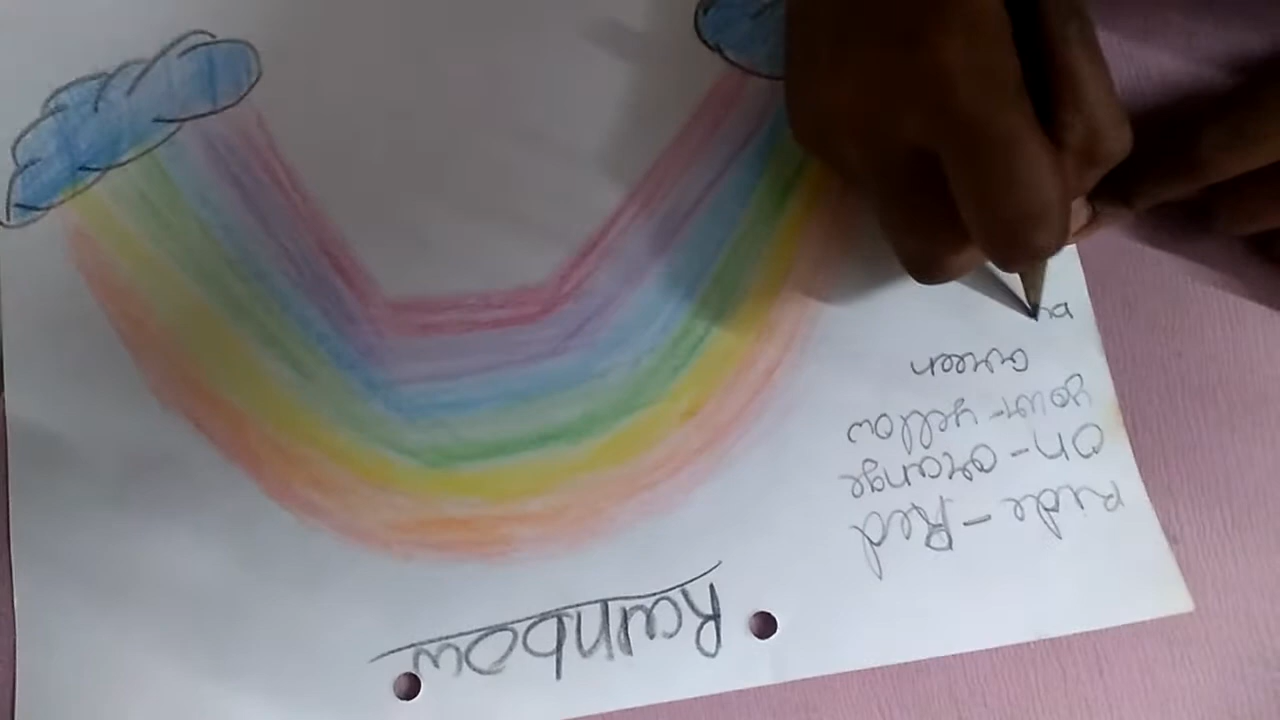 Rainbow
Ride - Red
on - orange
your - yellow
Green